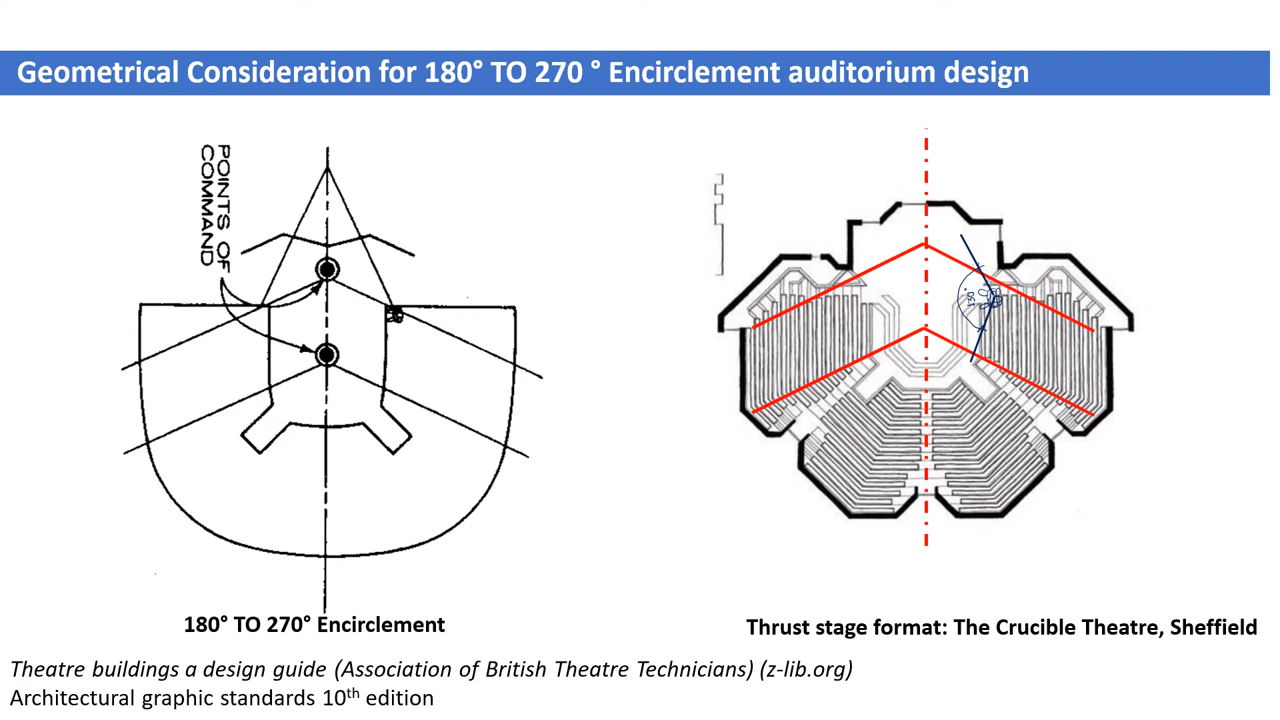 Geometrical Consideration for 180° TO 270 ° Encirclement auditorium design
POINTS OF
COMMAND
130°
180° TO 270° Encirclement
Thrust stage format: The Crucible Theatre, Sheffield
Theatre buildings a design guide (Association of British Theatre Technicians) (z-lib.org)
Architectural graphic standards 10th edition